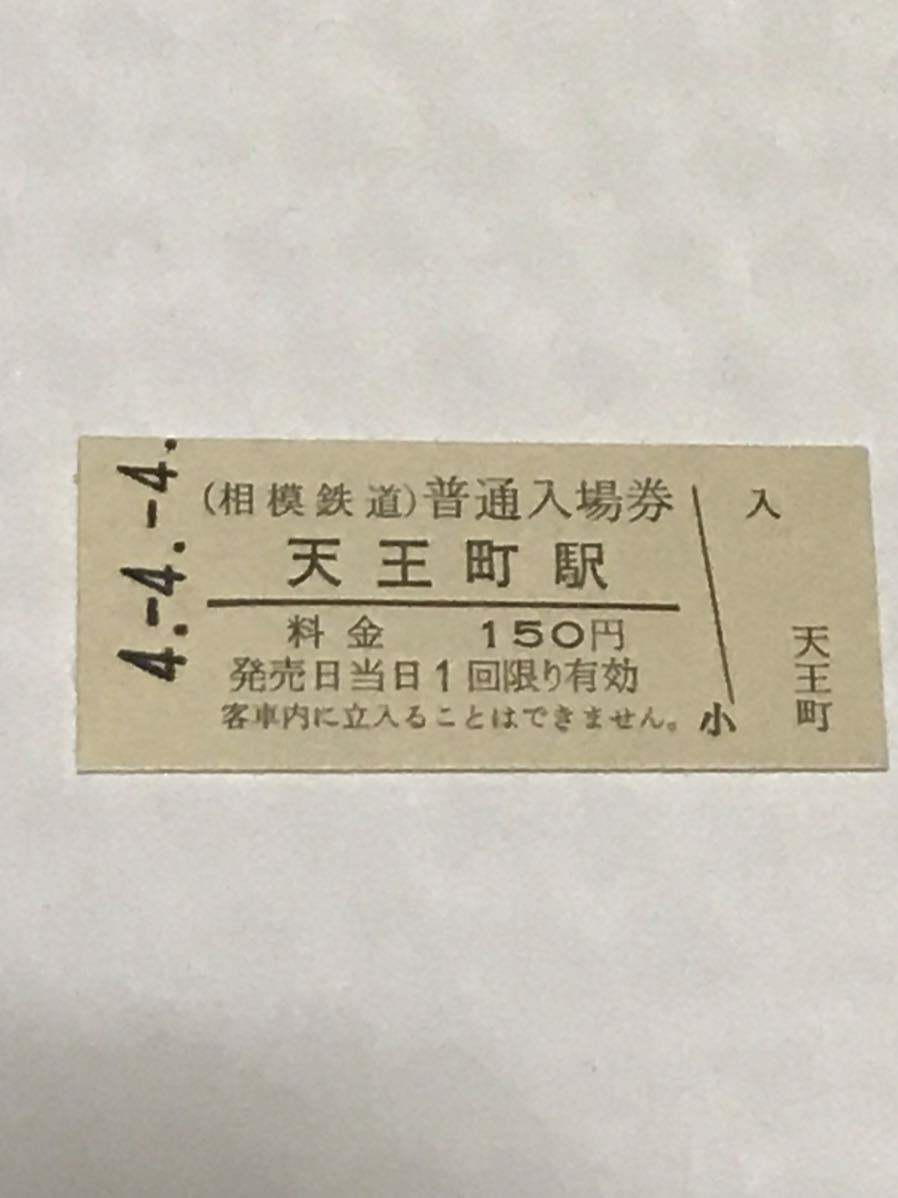 4.-4.-4.
(相模鉄道)普通入場券
天王町駅
料金 150円
発売日当日1回限り有効
客車内に立入ることはできません。
小
入
天王町